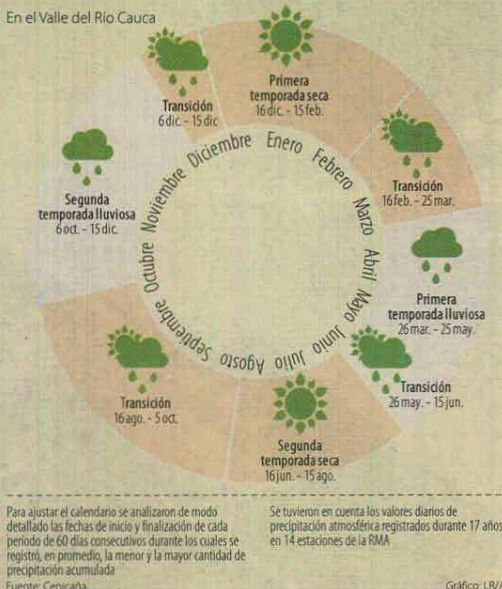 En el Valle del Río Cauca
Transición
6 dic. - 15 dic
Primera
temporada seca
16 dic. - 15 feb.
Transición
16 feb. - 25 mar.
Primera
temporada lluviosa
26 mar. - 25 may.
Transición
26 may. - 15 jun.
Segunda
temporada seca
16 jun. - 15 ago.
Transición
16 ago. - 5 oct.
Segunda
temporada lluviosa
6 oct. - 15 dic.
Enero
Febrero
Marzo
Abril
Mayo
Junio
Julio
Agosto
Septiembre
Octubre
Noviembre
Diciembre
Para ajustar el calendario se analizaron de modo
detallado las fechas de inicio y finalización de cada
periodo de 60 días consecutivos durante los cuales se
registró, en promedio, la menor y la mayor cantidad de
precipitación acumulada
Se tuvieron en cuenta los valores diarios de
precipitación atmosférica registrados durante 17 años
en 14 estaciones de la RMA
Fuente: Cenicaña
Gráfico: LR/